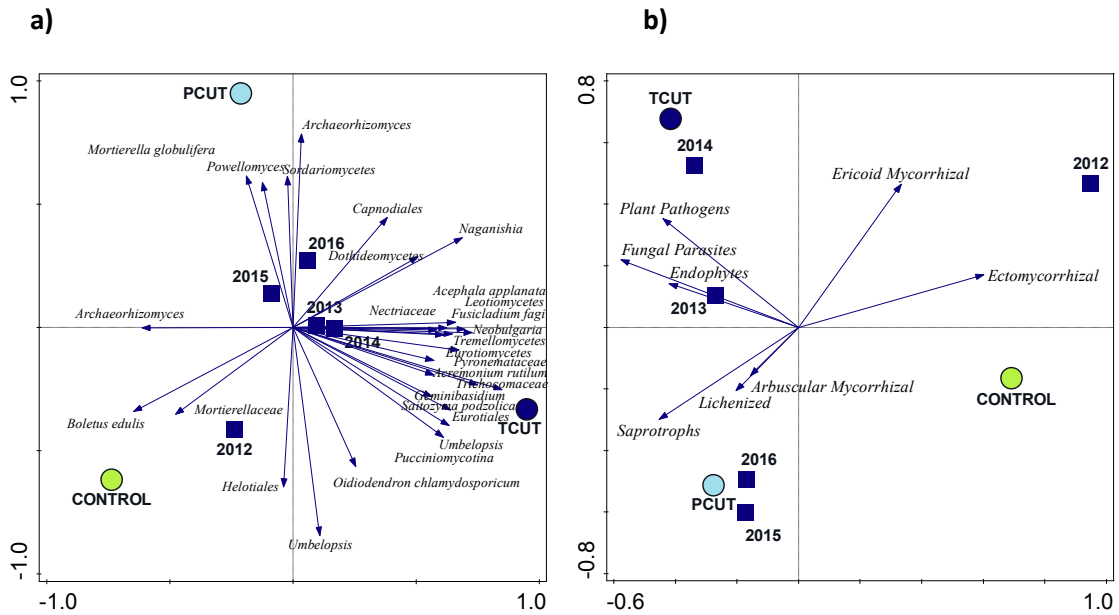 a)
b)
1.0
-1.0
-1.0
1.0
PCUT
Archaeorhizomyces
Mortierella globulifera
Powellomyces
Sordariomycetes
Capnodiales
Naganishia
2016
Dothideomycetes
2015
Acephala applanata
Leotiomycetes
2013
Nectriaceae
Fusicladium fagi
Archaeorhizomyces
Neobulgaria
2014
Tremellomycetes
Eurotiomycetes
Pyronemataceae
Acremonium rutilum
Trichosomaceae
Geminibasidium
Saitozyma podzolica
Mortierellaceae
Boletus edulis
Eurotiales
TCUT
2012
Umbelopsis
Pucciniomycotina
CONTROL
Helotiales
Oidiodendron chlamydosporicum
Umbelopsis
0.8
-0.8
-0.6
1.0
TCUT
2014
2012
Ericoid Mycorrhizal
Plant Pathogens
Fungal Parasites
Endophytes
Ectomycorrhizal
2013
Arbuscular Mycorrhizal
Lichenized
CONTROL
Saprotrophs
2016
PCUT
2015